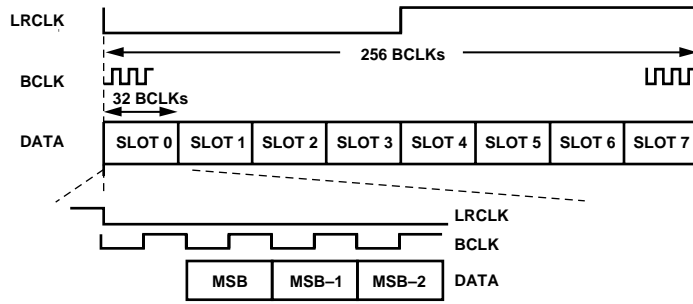 LRCLK
256 BCLKs
BCLK
32 BCLKs
DATA SLOT 0 SLOT 1 SLOT 2 SLOT 3 SLOT 4 SLOT 5 SLOT 6 SLOT 7
LRCLK
BCLK
MSB MSB–1 MSB–2 DATA